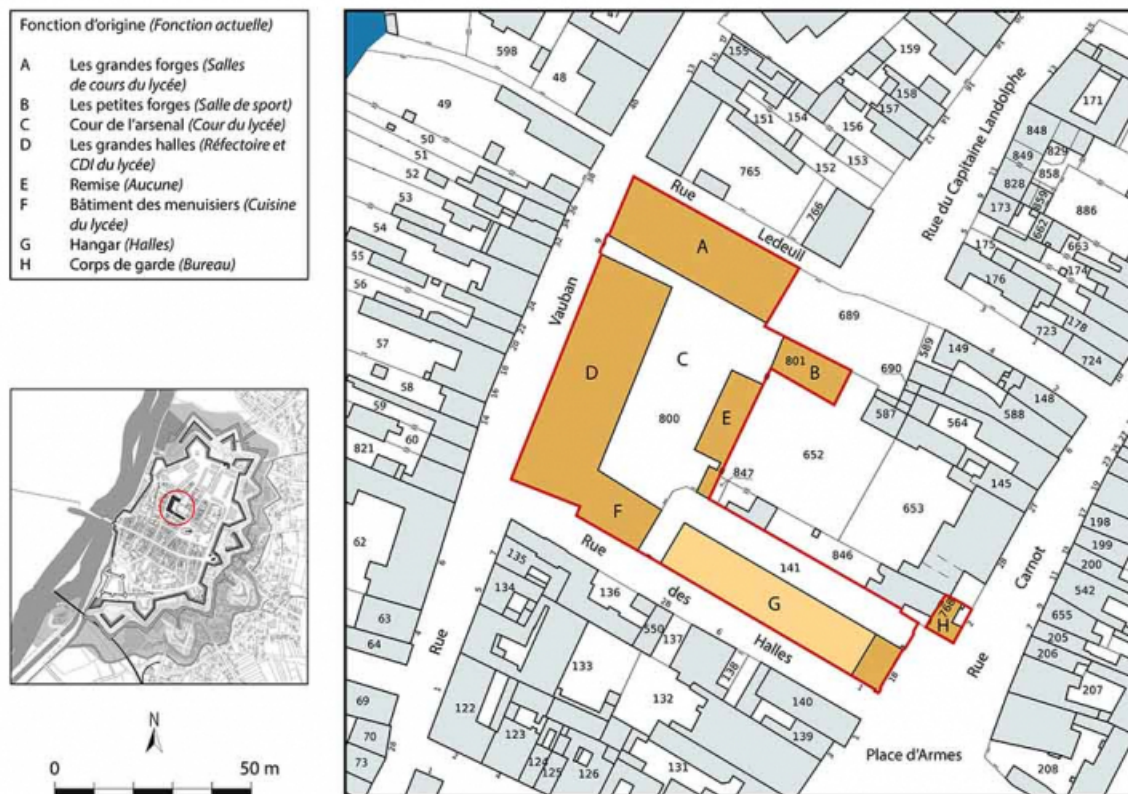 Fonction d'origine (Fonction actuelle)
A Les grandes forges (Salles
de cours du lycée)
B Les petites forges (Salle de sport)
C Cour de l'arsenal (Cour du lycée)
D Les grandes halles (Réfectoire et
CDI du lycée)
E Remise (Aucune)
F Bâtiment des menuisiers (Cuisine
du lycée)
G Hangar (Halles)
H Corps de garde (Bureau)
N
0 50 m
47
598
48
49
50
51
52
53
54
55
56
57
58
59
60
821
62
63
64
69
70
73
155
159
158
157
151
154
156
153
152
765
766
Rue
Ledeuil
Rue du Capitaine Landolphe
171
848
849
829
858
828
859
173
662
886
175
663
174
176
178
723
724
A
Vauban
D
C
800
801
B
E
847
F
689
690
589
149
148
587
588
564
145
652
653
846
141
G
768
H
Rue
des
Halles
Rue
Carnot
Rue
198
199
200
542
655
205
206
207
208
135
134
136
550
137
138
133
132
122
123
124
125
126
131
140
139
Place d'Armes